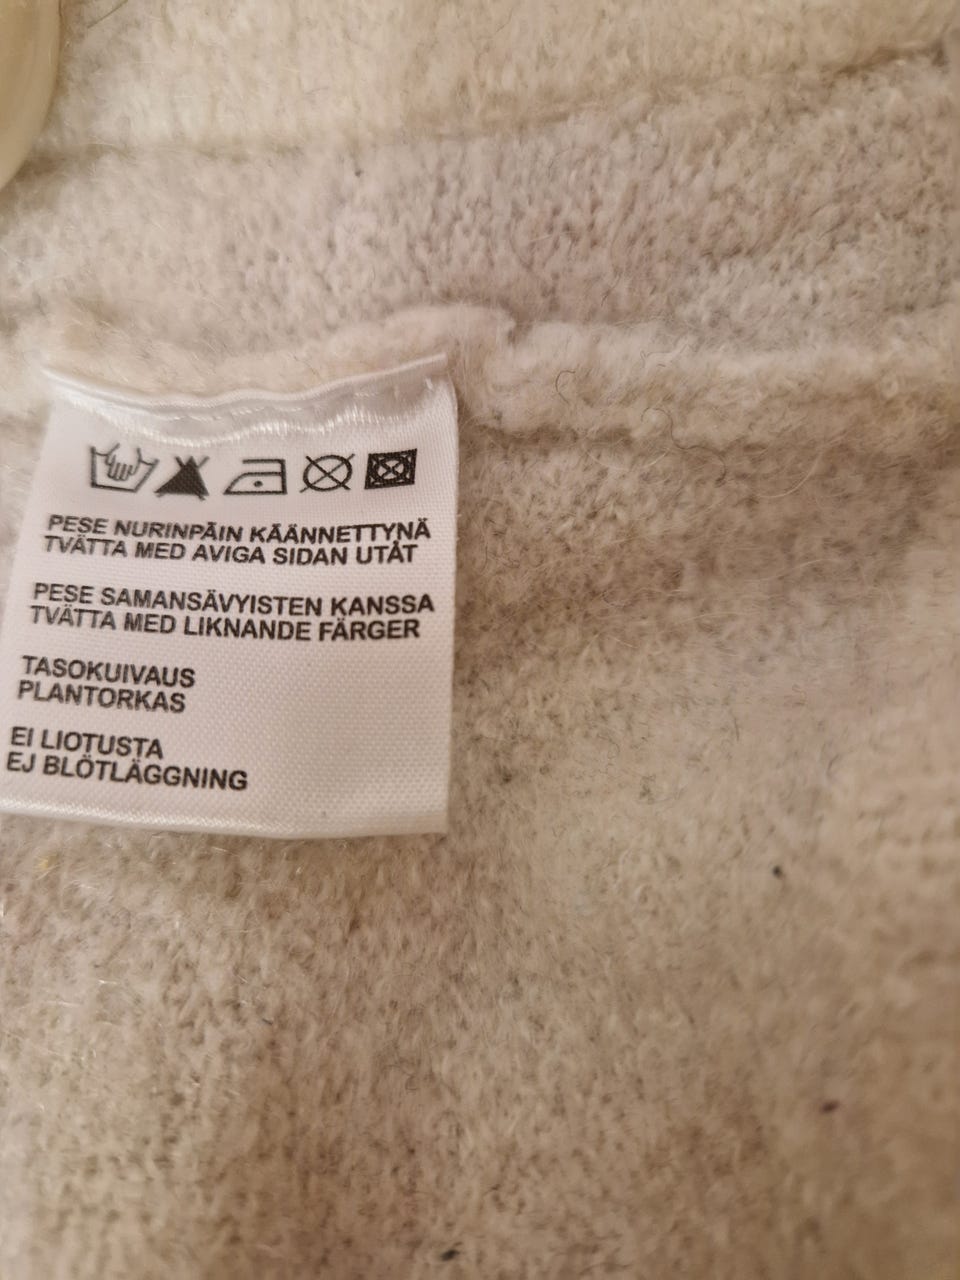 PESE NURINPÄIN KÄÄNNETTYNÄ
TVÄTTA MED AVIGA SIDAN UTÅT
PESE SAMANSÄVYISTEN KANSSA
TVÄTTA MED LIKNANDE FÄRGER
TASOKUIVAUS
PLANTORKAS
EI LIOTUSTA
EJ BLÖTLÄGGNING